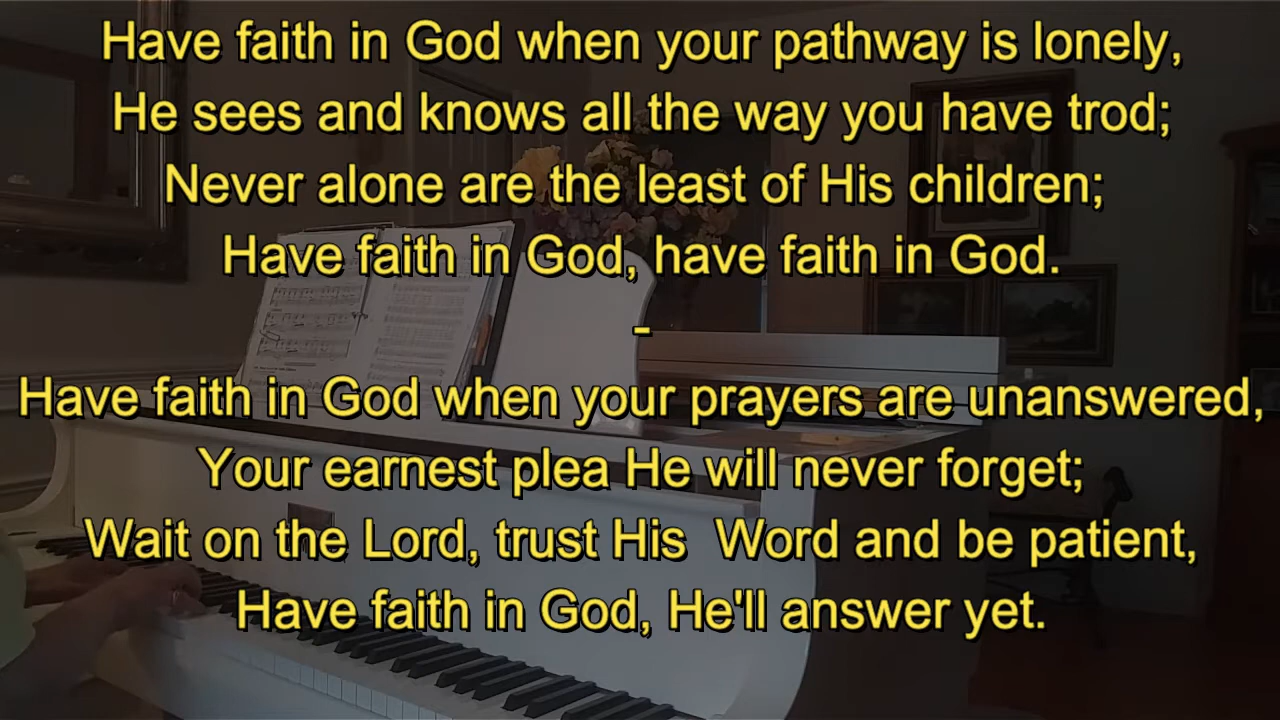 Have faith in God when your pathway is lonely,
He sees and knows all the way you have trod;
Never alone are the least of His children;
Have faith in God, have faith in God.
-
Have faith in God when your prayers are unanswered,
Your earnest plea He will never forget;
Wait on the Lord, trust His  Word and be patient,
Have faith in God, He'll answer yet.